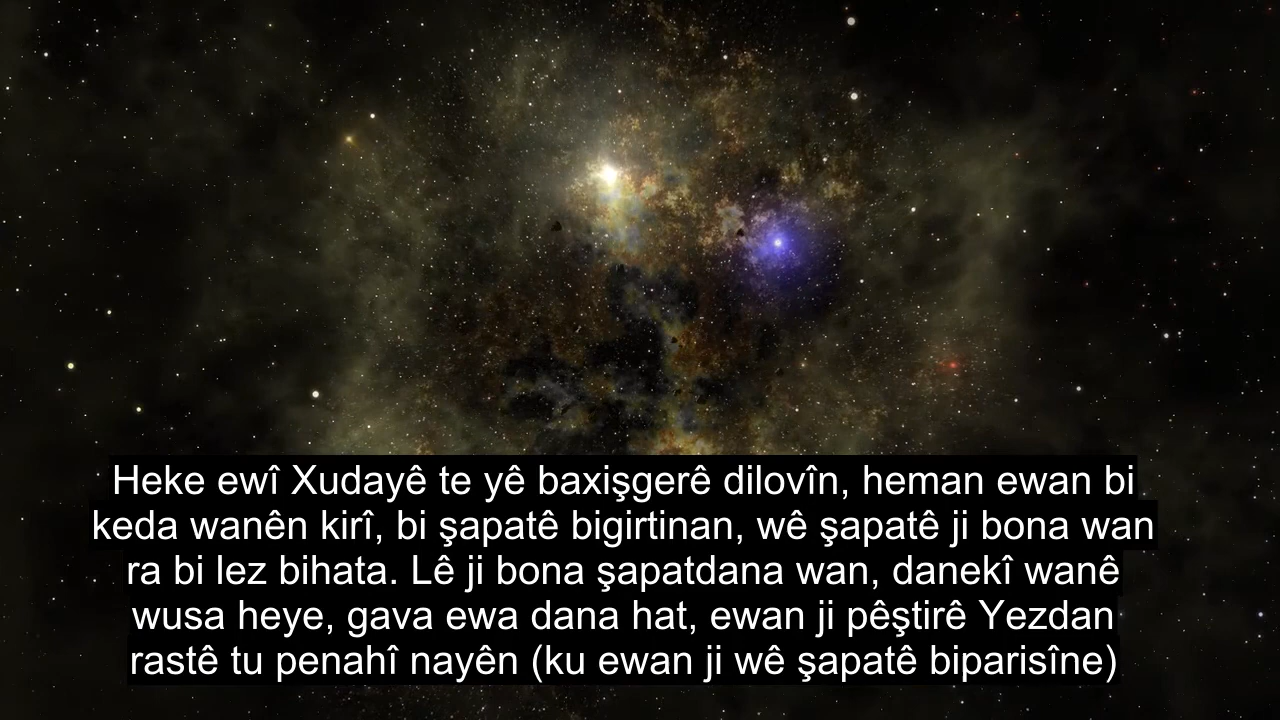 Heke ewî Xudayê te yê baxişgerê dilovîn, heman ewan bi
keda wanên kirî, bi şapatê bigirtinan, wê şapatê ji bona wan
ra bi lez bihata. Lê ji bona şapatdana wan, danekî wanê
wusa heye, gava ewa dana hat, ewan ji pêştirê Yezdan
rastê tu penahî nayên (ku ewan ji wê şapatê biparisîne)